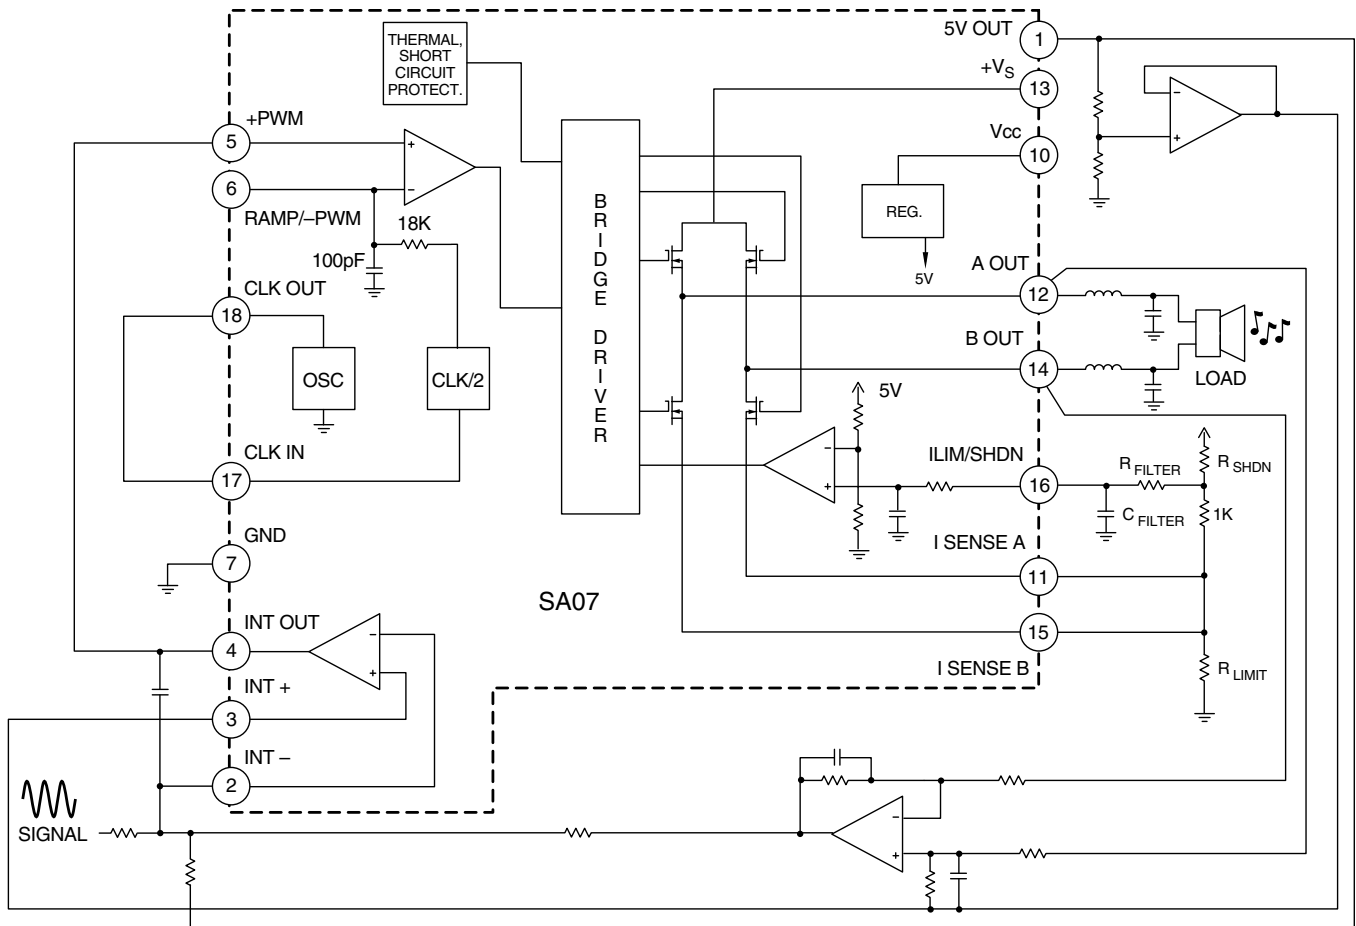 THERMAL,
SHORT
CIRCUIT
PROTECT.
5V OUT
1
+VS
13
Vcc
10
REG.
5V
+PWM
5
+
6
–
RAMP/–PWM
18K
100pF
CLK OUT
18
OSC
CLK/2
CLK IN
17
GND
7
BRIDGE DRIVER
A OUT
12
B OUT
14
LOAD
–
+
5V
–
+
ILIM/SHDN
16
R FILTER
R SHDN
C FILTER
1K
I SENSE A
11
SA07
15
I SENSE B
R LIMIT
INT OUT
4
–
+
INT +
3
INT –
2
SIGNAL
–
+